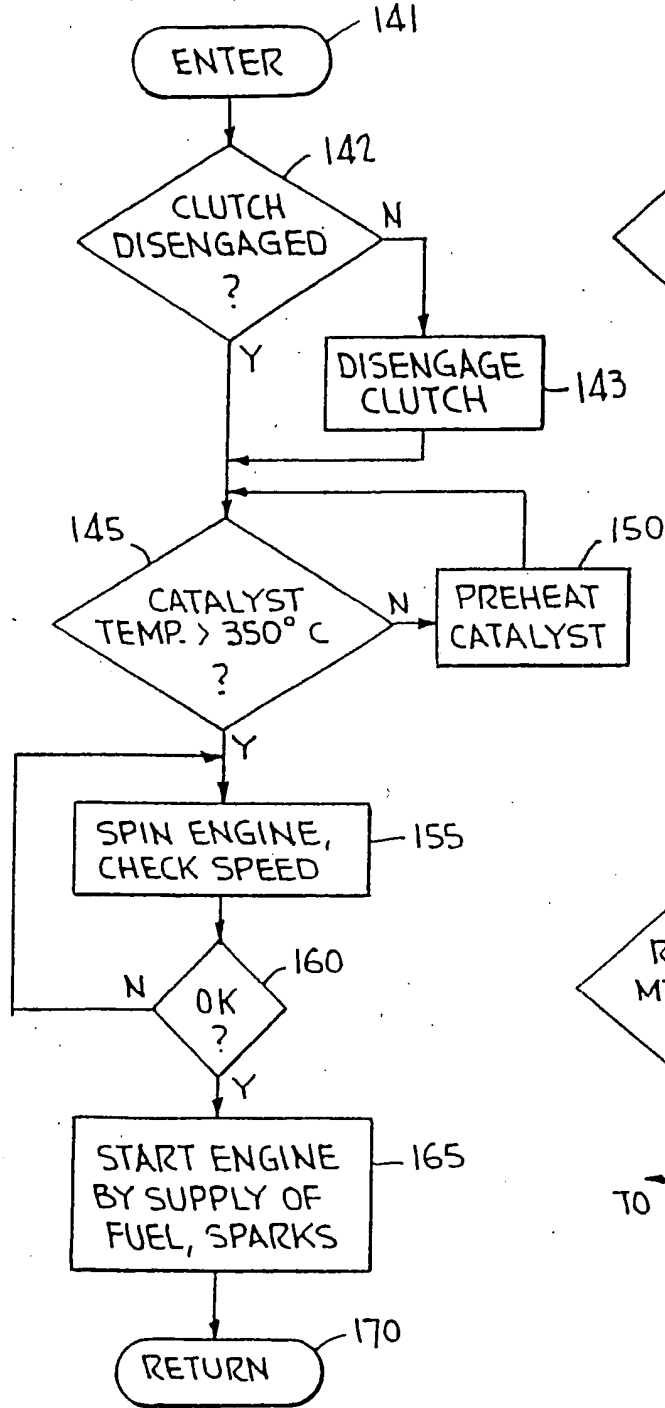 141
ENTER
142
CLUTCH
DISENGAGED
?
N
Y
DISENGAGE
CLUTCH
143
145
CATALYST
TEMP. > 350° C
?
N
150
PREHEAT
CATALYST
Y
SPIN ENGINE,
CHECK SPEED
155
160
OK
?
N
Y
START ENGINE
BY SUPPLY OF
FUEL, SPARKS
165
TO
170
RETURN